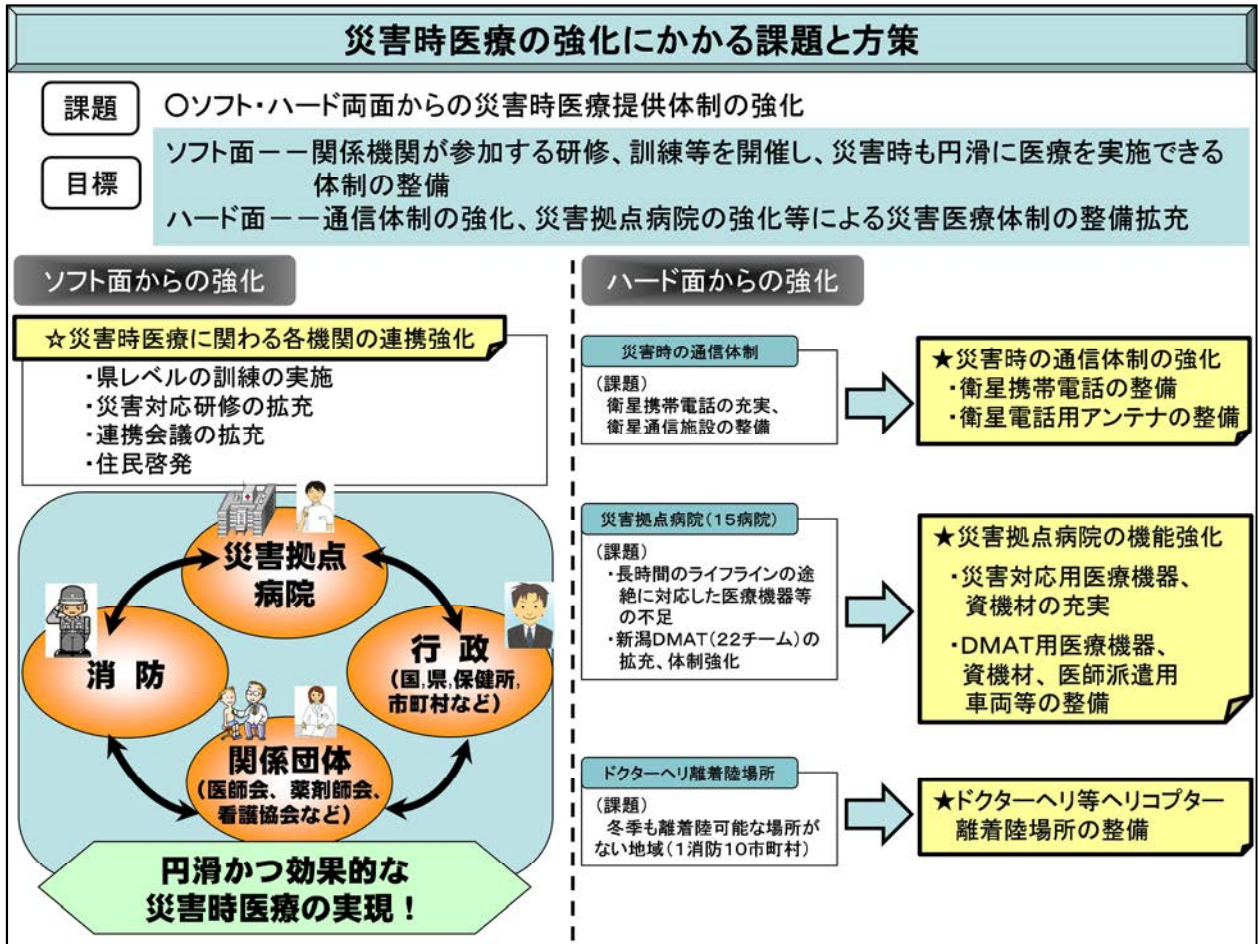 災害時医療の強化にかかる課題と方策
課題
〇ソフト・ハード両面からの災害時医療提供体制の強化
目標
ソフト面――関係機関が参加する研修、訓練等を開催し、災害時も円滑に医療を実施できる
体制の整備
ハード面――通信体制の強化、災害拠点病院の強化等による災害医療体制の整備拡充
ソフト面からの強化
☆災害時医療に関わる各機関の連携強化
・県レベルの訓練の実施
・災害対応研修の拡充
・連携会議の拡充
・住民啓発
災害拠点
病院
消 防
行 政
(国,県,保健所,
市町村など)
関係団体
(医師会、薬剤師会、
看護協会など)
円滑かつ効果的な
災害時医療の実現！
ハード面からの強化
災害時の通信体制
(課題)
衛星携帯電話の充実、
衛星通信施設の整備
★災害時の通信体制の強化
・衛星携帯電話の整備
・衛星電話用アンテナの整備
災害拠点病院(15病院)
(課題)
・長時間のライフラインの途
絶に対応した医療機器等
の不足
・新潟DMAT(22チーム)の
拡充、体制強化
★災害拠点病院の機能強化
・災害対応用医療機器、
資機材の充実
・DMAT用医療機器、
資機材、医師派遣用
車両等の整備
ドクターヘリ離着陸場所
(課題)
冬季も離着陸可能な場所が
ない地域(1消防10市町村)
★ドクターヘリ等ヘリコプター
離着陸場所の整備